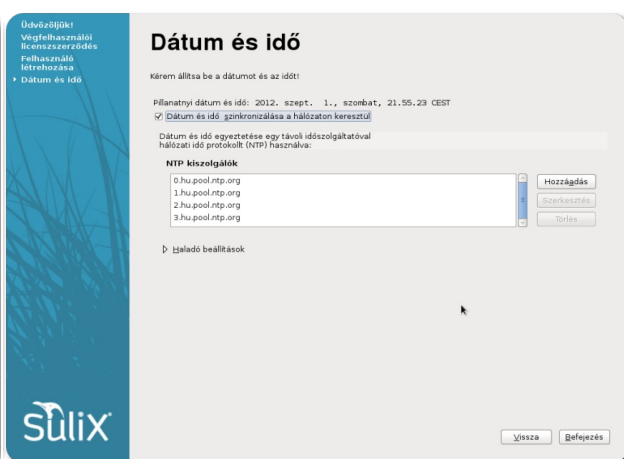 Üdvözöljük!
Végfelhasználói
licenszszerződés
Felhasználó
létrehozása
Dátum és idő
Dátum és idő
Kérem állítsa be a dátumot és az időt!
Pillanatnyi dátum és idő: 2012. szept. 1., szombat, 21.55.23 CEST
Dátum és idő szinkronizálása a hálózaton keresztül
Dátum és idő egyeztetése egy távoli időszolgáltatóval
hálózati idő protokollt (NTP) használva:
NTP kiszolgálók
0.hu.pool.ntp.org
1.hu.pool.ntp.org
2.hu.pool.ntp.org
3.hu.pool.ntp.org
Hozzáadás
Szerkesztés
Törlés
Haladó beállítások
SuliX
Vissza
Befejezés